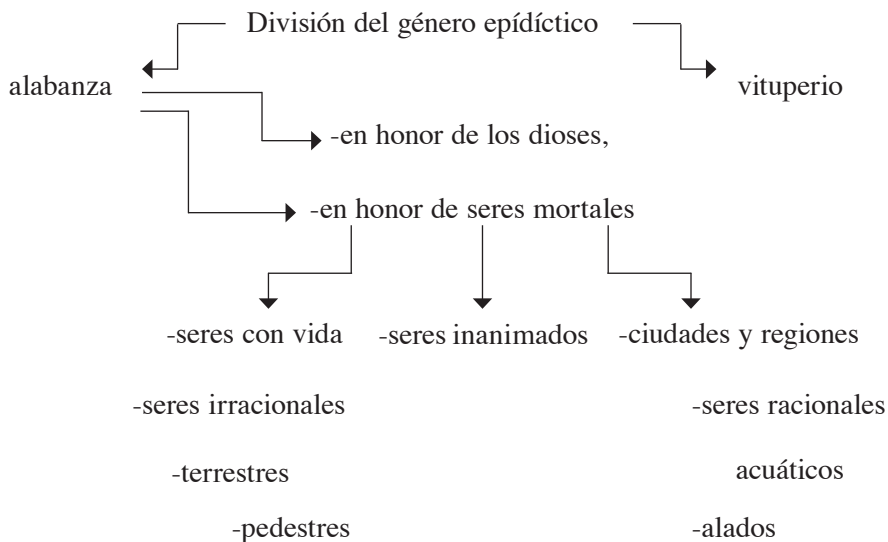 División del género epídíctico
alabanza vituperio
-en honor de los dioses,
-en honor de seres mortales
-seres con vida -seres inanimados -ciudades y regiones
-seres irracionales -seres racionales
-terrestres acuáticos
-pedestres -alados